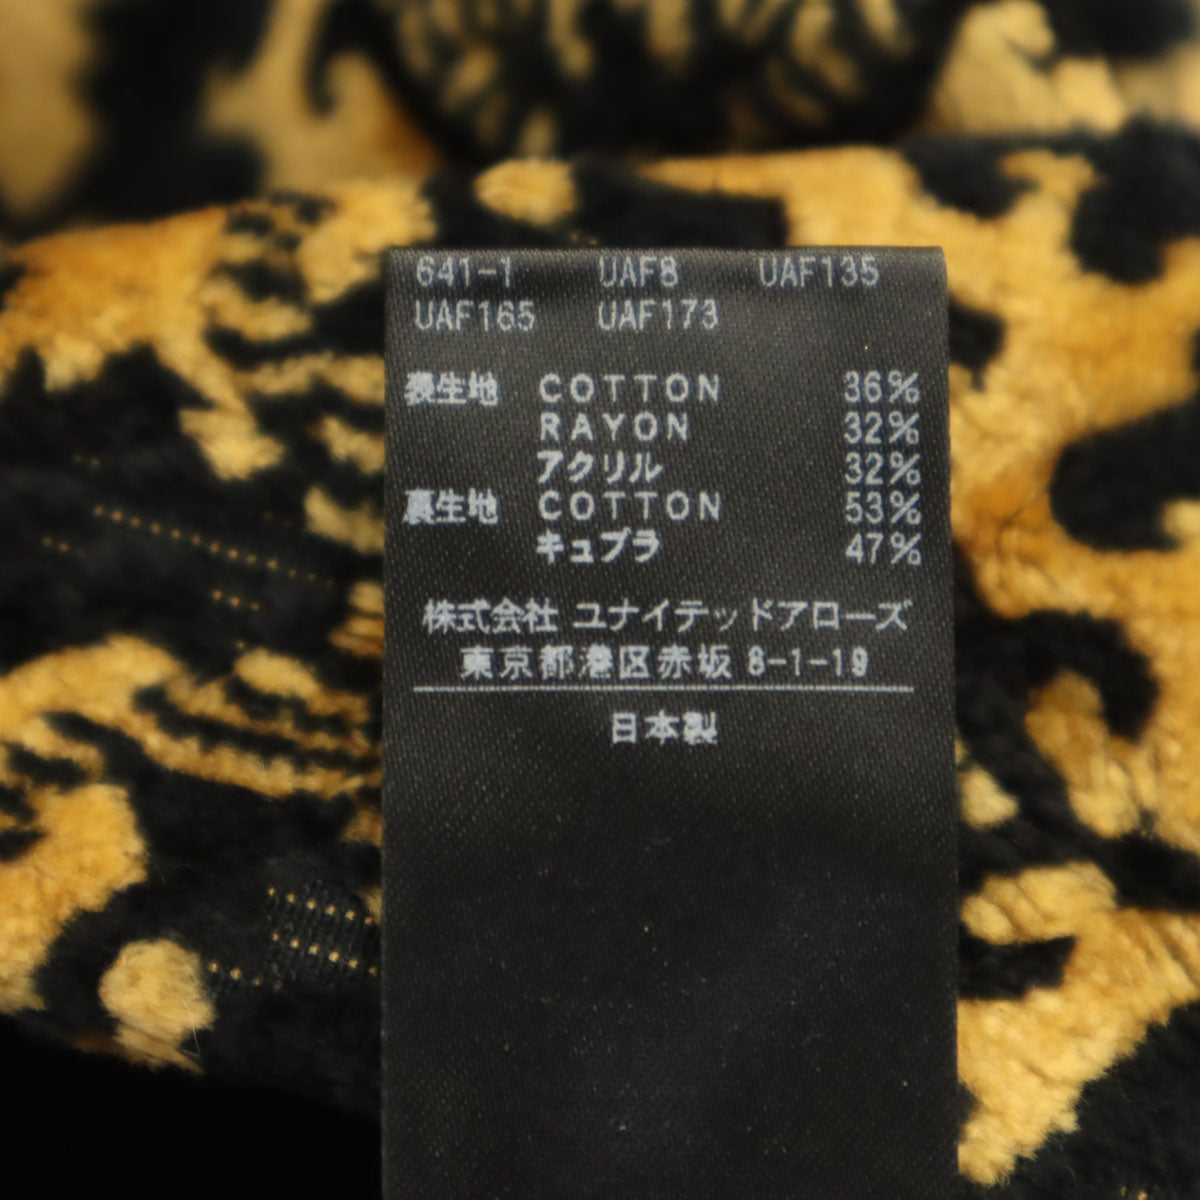 641-1 UAF8 UAF135
UAF165 UAF173
表生地 COTTON 36%
RAYON 32%
アクリル 32%
裏生地 COTTON 53%
キュプラ 47%
株式会社 ユナイテッドアローズ
東京都港区赤坂 8-1-19
日本製